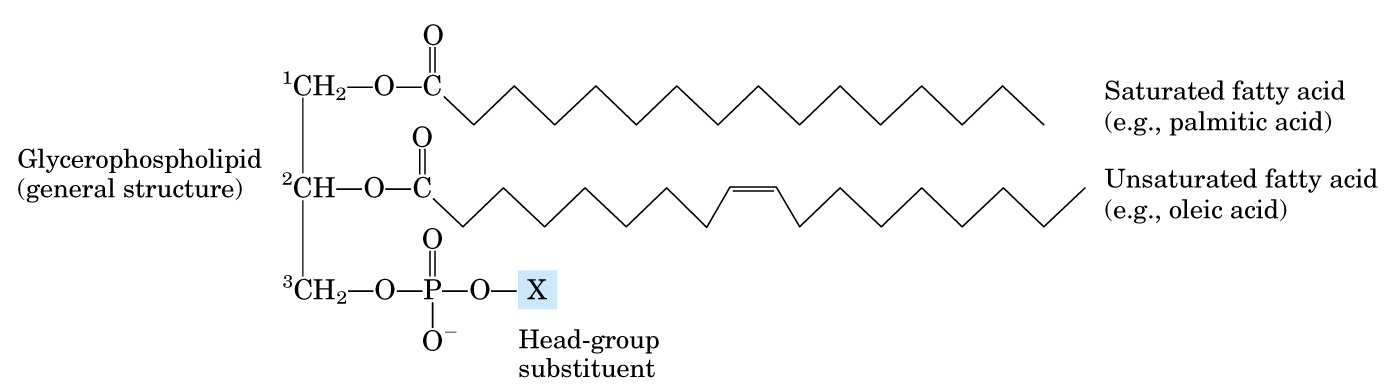 O
¹CH₂—O—C
Saturated fatty acid
(e.g., palmitic acid)
O
Glycerophospholipid
(general structure)
²CH—O—C
Unsaturated fatty acid
(e.g., oleic acid)
O
³CH₂—O—P—O—X
O⁻
Head-group
substituent